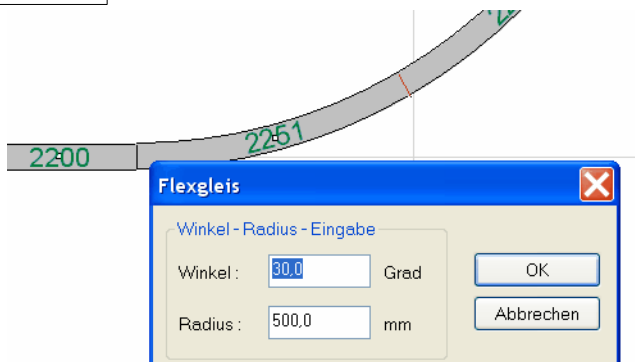 2200
2251
Flexgleis
Winkel - Radius - Eingabe
Winkel : 30,0 Grad
OK
Radius : 500,0 mm
Abbrechen